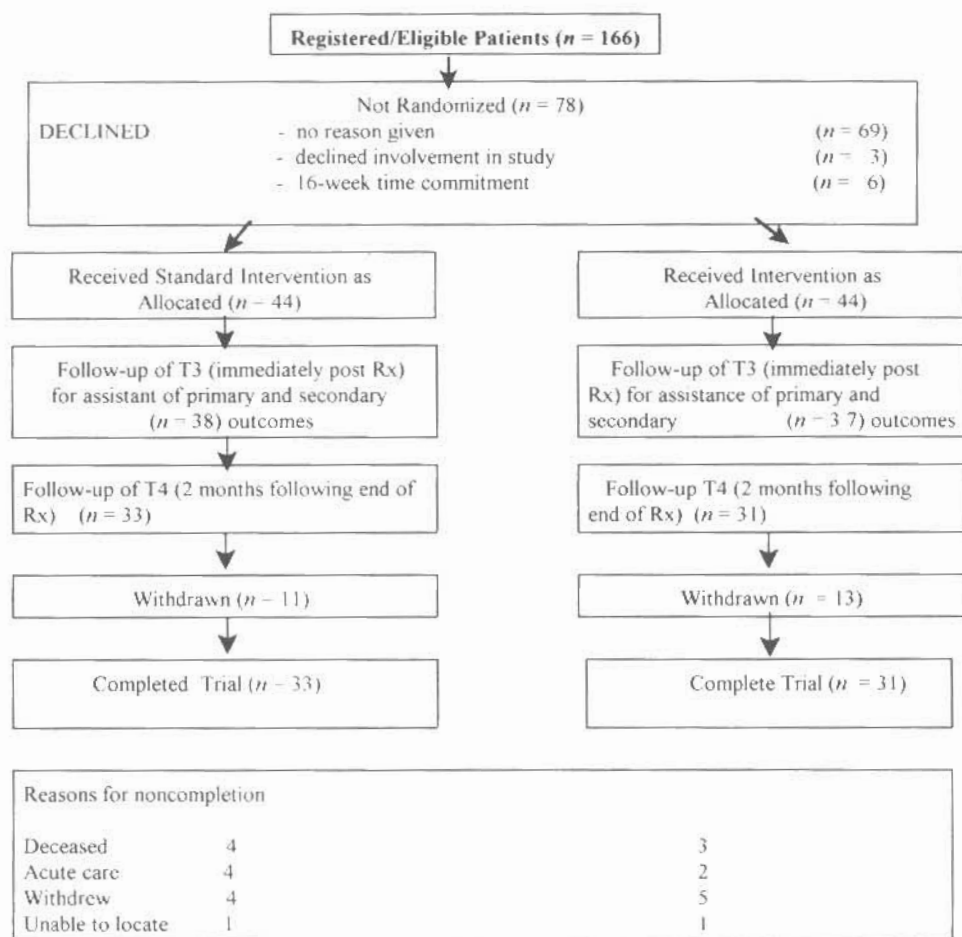 Registered/Eligible Patients (n = 166)
Not Randomized (n = 78)
DECLINED - no reason given (n = 69)
- declined involvement in study (n = 3)
- 16-week time commitment (n = 6)
Received Standard Intervention as
Allocated (n – 44)
Received Intervention as
Allocated (n = 44)
Follow-up of T3 (immediately post Rx)
for assistant of primary and secondary
(n = 38) outcomes
Follow-up of T3 (immediately post
Rx) for assistance of primary and
secondary (n = 3 7) outcomes
Follow-up of T4 (2 months following end of
Rx) (n = 33)
Follow-up T4 (2 months following
end of Rx) (n = 31)
Withdrawn (n – 11)
Withdrawn (n = 13)
Completed Trial (n – 33)
Complete Trial (n = 31)
Reasons for noncompletion
Deceased 4 3
Acute care 4 2
Withdrew 4 5
Unable to locate 1 1